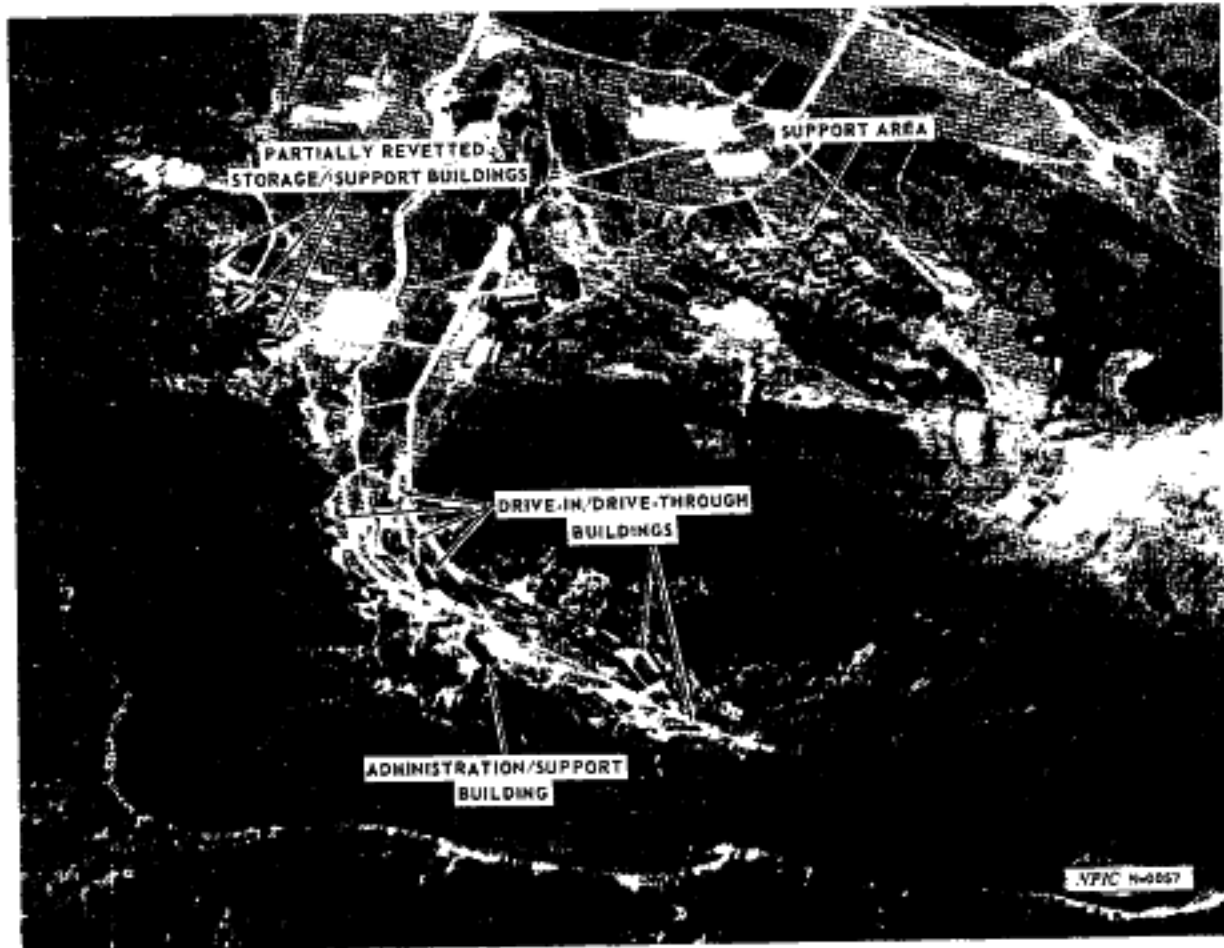 PARTIALLY REVETTED
STORAGE/SUPPORT BUILDINGS
SUPPORT AREA
DRIVE-IN/DRIVE-THROUGH
BUILDINGS
ADMINISTRATION/SUPPORT
BUILDING
NPIC